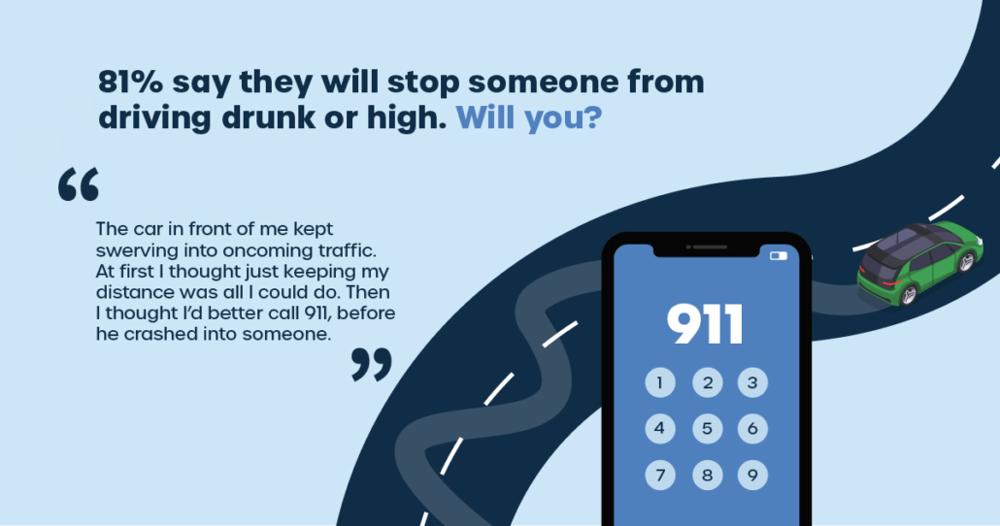 81% say they will stop someone from
driving drunk or high. Will you?
“
The car in front of me kept
swerving into oncoming traffic.
At first I thought just keeping my
distance was all I could do. Then
I thought I’d better call 911, before
he crashed into someone.
”
911
1 2 3
4 5 6
7 8 9